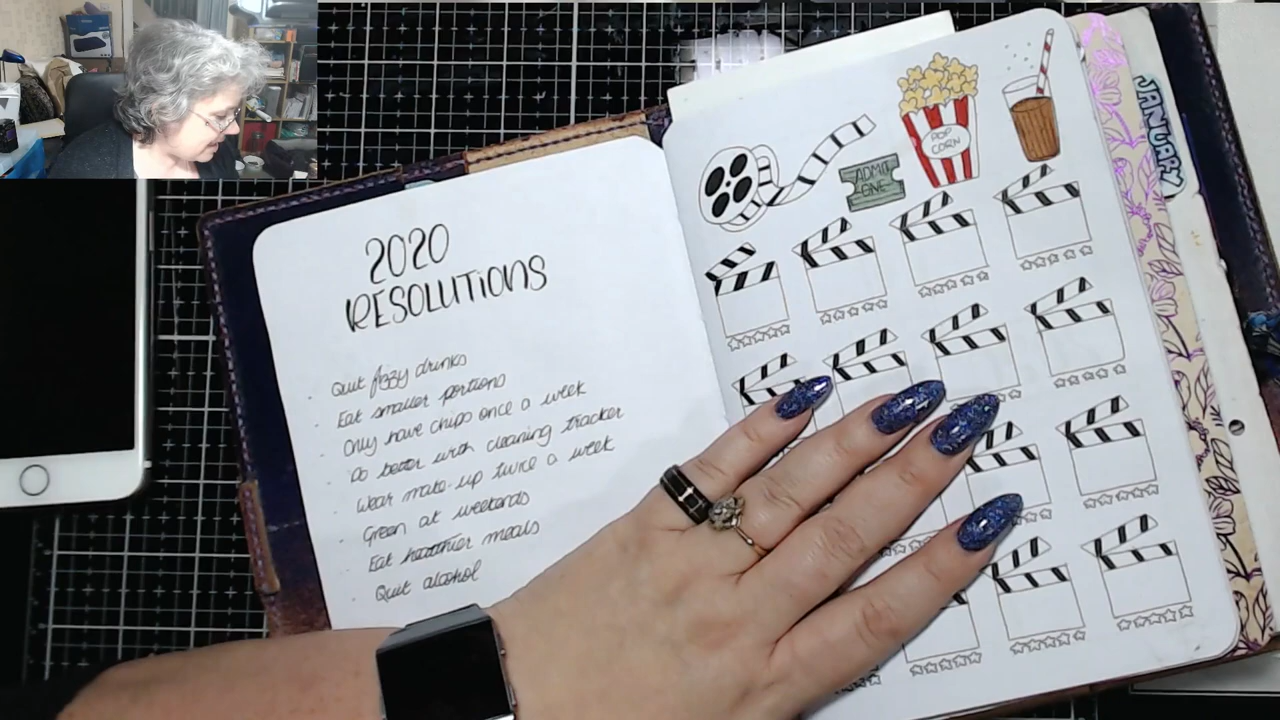 2020
RESOLUTIONS
Quit fizzy drinks
Eat smaller portions
Only have chips once a week
Do better with cleaning tracker
Wear make-up twice a week
Green at weekends
Eat healthier meals
Quit alcohol
ADMIT
ONE
POP
CORN
JANUARY